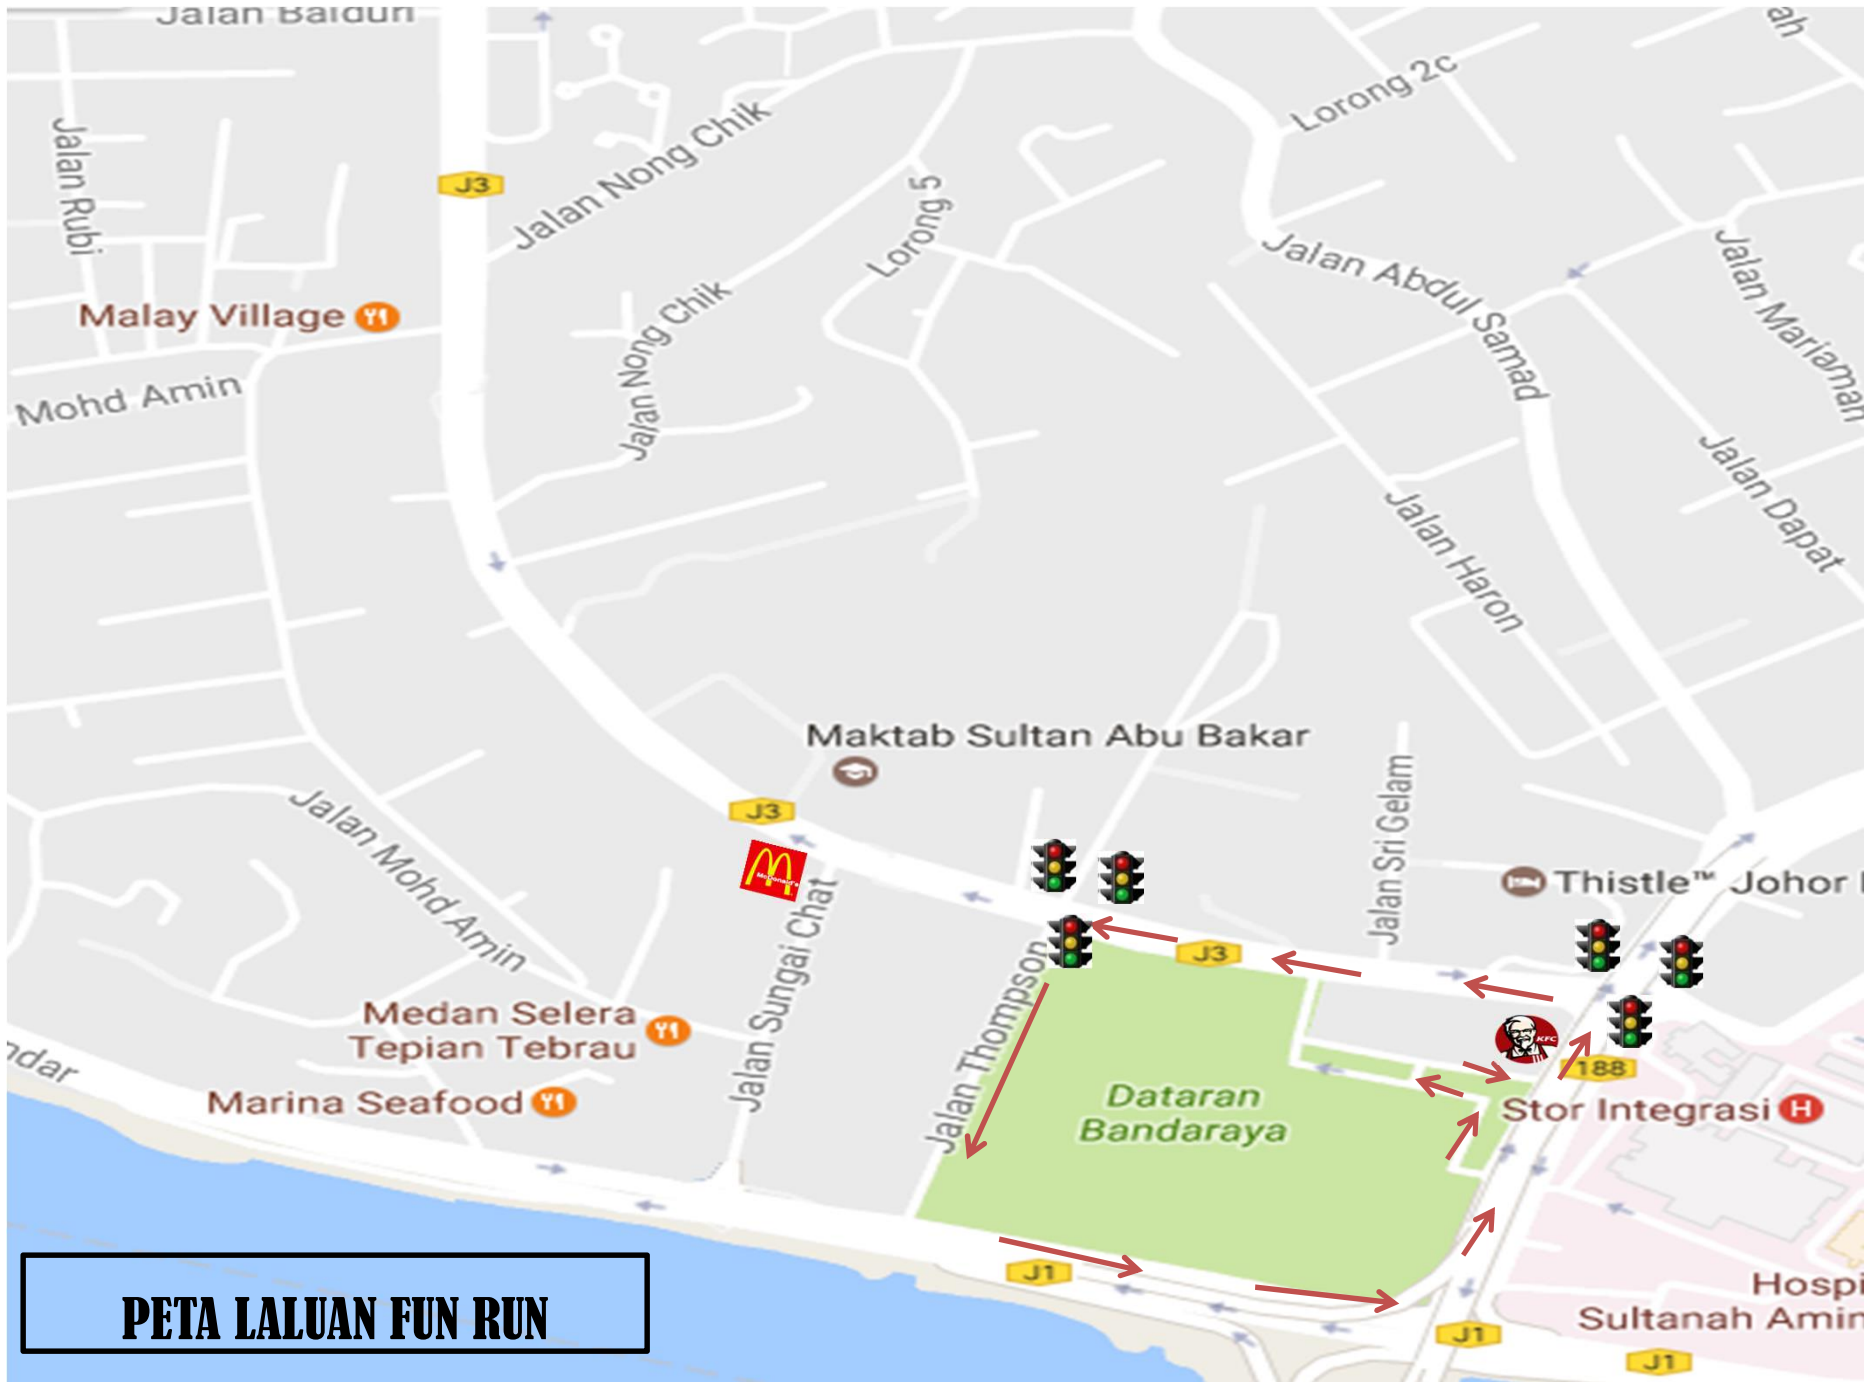 Jalan Baldun
Lorong 2c
Jalan Rubi
J3
Jalan Nong Chik
Lorong 5
Jalan Abdul Samad
Jalan Mariaman
Malay Village
Jalan Nong Chik
Mohd Amin
Jalan Dapat
Jalan Haron
Maktab Sultan Abu Bakar
J3
Jalan Sri Gelam
Jalan Mohd Amin
McDonald's
Thistle™ Johor
Jalan Sungai Chat
J3
Jalan Thompson
Medan Selera
Tepian Tebrau
KFC
188
Marina Seafood
Dataran
Bandaraya
Stor Integrasi
H
J1
Hospi
Sultanah Amin
J1
J1
PETA LALUAN FUN RUN